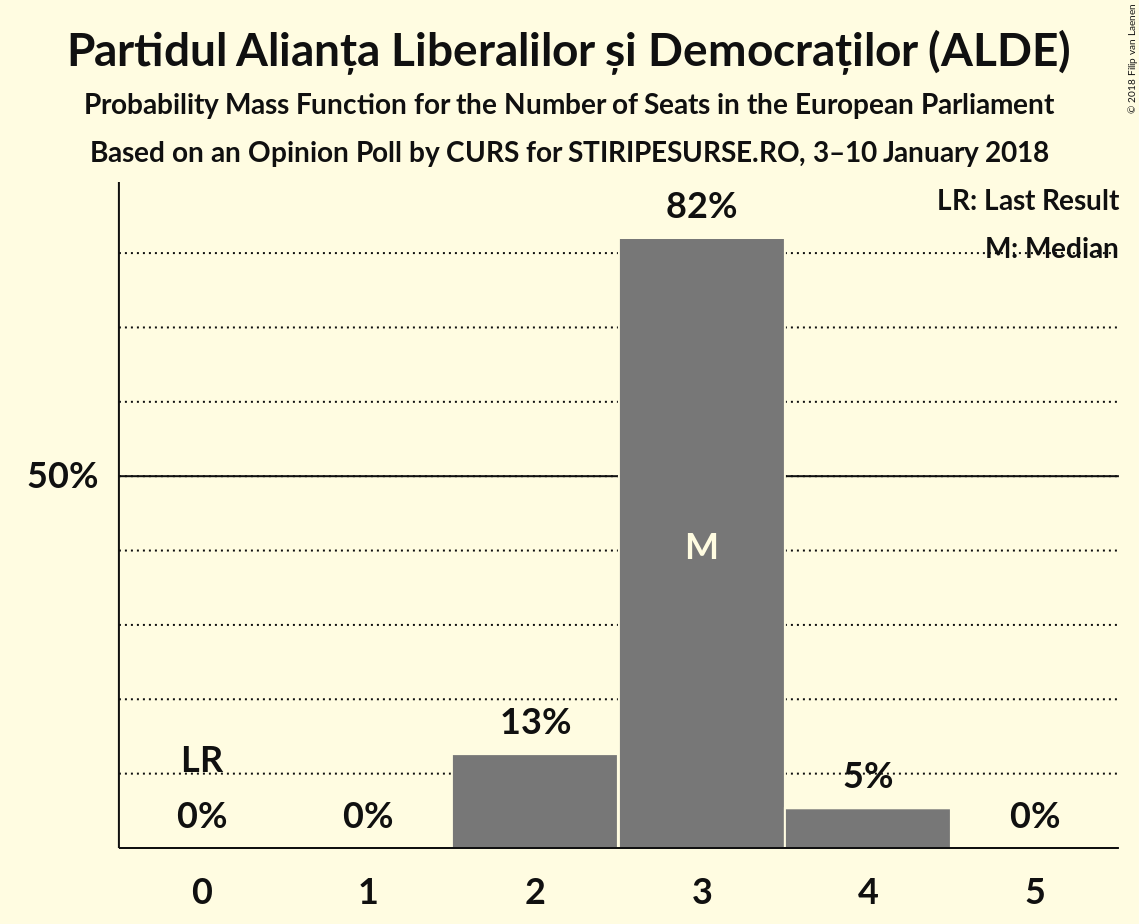 Partidul Alianța Liberalilor și Democraților (ALDE)
Probability Mass Function for the Number of Seats in the European Parliament
Based on an Opinion Poll by CURS for STIRIPESURSE.RO, 3–10 January 2018
© 2018 Filip van Laenen
LR: Last Result
M: Median
82%
50%
M
13%
LR
5%
0%
0%
0%
0
1
2
3
4
5